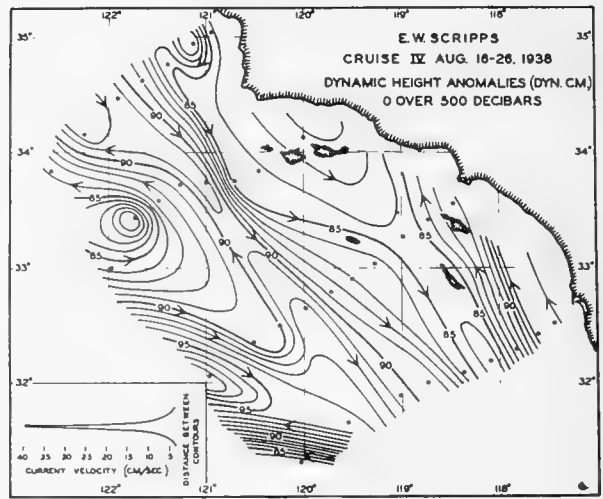 122° 121° 120° 119° 118°
35° 35°
E.W. SCRIPPS
CRUISE IV AUG. 16-26, 1938
DYNAMIC HEIGHT ANOMALIES (DYN. CM.)
0 OVER 500 DECIBARS
85
90
34° 34°
90
85
85
85
33° 33°
85
90
90
85
90
95
90
32° 32°
95
90
85
40 35 30 25 20 15 10 5
CURRENT VELOCITY (CM/SEC)
DISTANCE BETWEEN
CONTOURS
122° 121° 120° 119° 118°